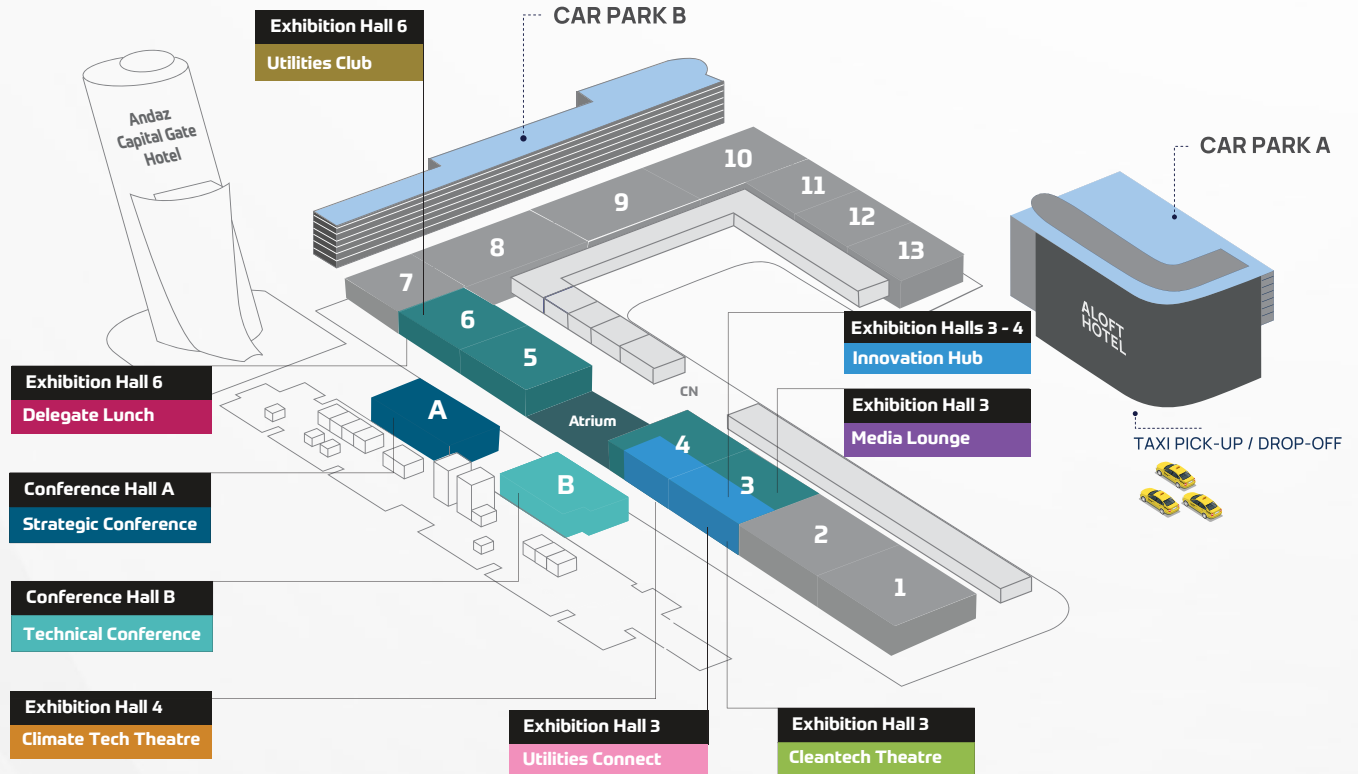 CAR PARK B
Exhibition Hall 6
Utilities Club
Andaz
Capital Gate
Hotel
CAR PARK A
10
11
12
13
9
8
7
6
5
ALOFT
HOTEL
Exhibition Halls 3 - 4
Innovation Hub
Exhibition Hall 6
Delegate Lunch
CN
Exhibition Hall 3
Media Lounge
A
Atrium
4
3
2
1
B
TAXI PICK-UP / DROP-OFF
Conference Hall A
Strategic Conference
Conference Hall B
Technical Conference
Exhibition Hall 4
Climate Tech Theatre
Exhibition Hall 3
Utilities Connect
Exhibition Hall 3
Cleantech Theatre